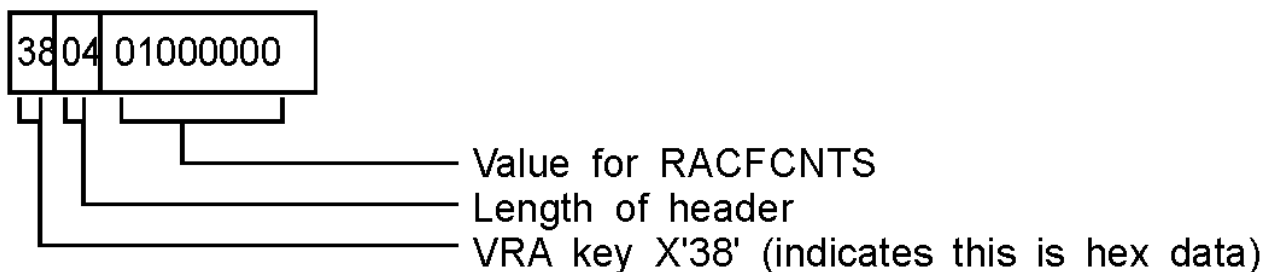 38 04 01000000
Value for RACFCNTS
Length of header
VRA key X'38' (indicates this is hex data)